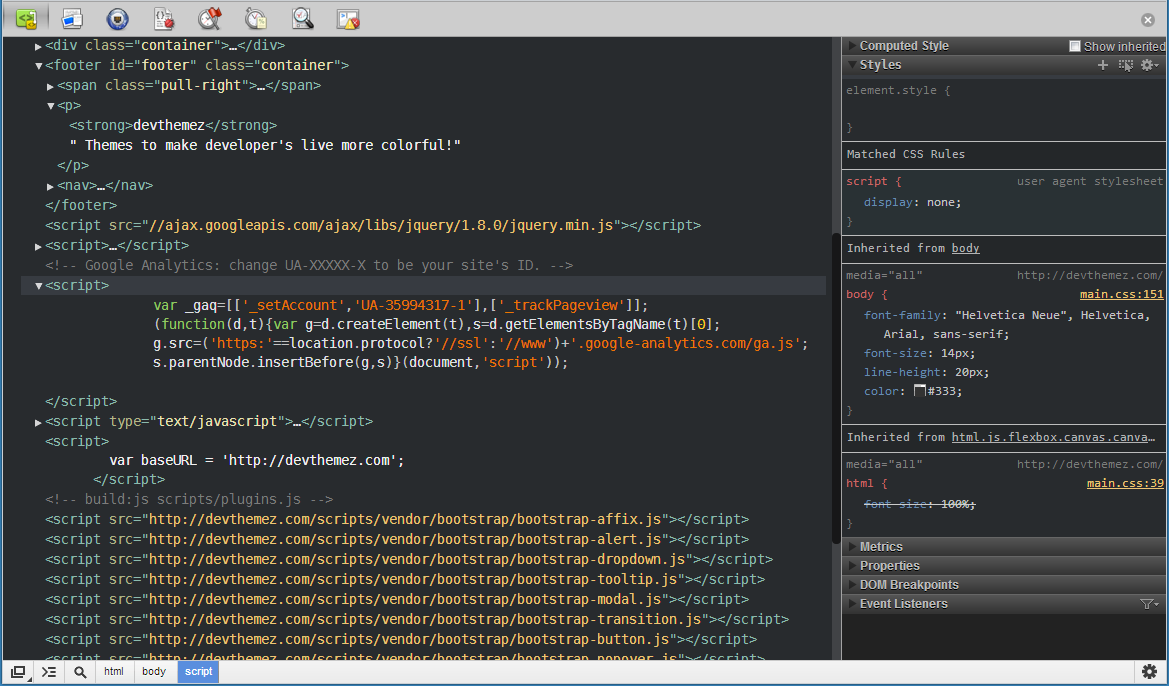 <div class="container">…</div>
<footer id="footer" class="container">
<span class="pull-right">…</span>
<p>
<strong>devthemez</strong>
" Themes to make developer's live more colorful!"
</p>
<nav>…</nav>
</footer>
<script src="//ajax.googleapis.com/ajax/libs/jquery/1.8.0/jquery.min.js"></script>
<script>…</script>
<!-- Google Analytics: change UA-XXXXX-X to be your site's ID. -->
<script>
var _gaq=[['_setAccount','UA-35994317-1'],['_trackPageview']];
(function(d,t){var g=d.createElement(t),s=d.getElementsByTagName(t)[0];
g.src=('https:'==location.protocol?'//ssl':'//www')+'.google-analytics.com/ga.js';
s.parentNode.insertBefore(g,s)}(document,'script'));
</script>
<script type="text/javascript">…</script>
<script>
var baseURL = 'http://devthemez.com';
</script>
<!-- build:js scripts/plugins.js -->
<script src="http://devthemez.com/scripts/vendor/bootstrap/bootstrap-affix.js"></script>
<script src="http://devthemez.com/scripts/vendor/bootstrap/bootstrap-alert.js"></script>
<script src="http://devthemez.com/scripts/vendor/bootstrap/bootstrap-dropdown.js"></script>
<script src="http://devthemez.com/scripts/vendor/bootstrap/bootstrap-tooltip.js"></script>
<script src="http://devthemez.com/scripts/vendor/bootstrap/bootstrap-modal.js"></script>
<script src="http://devthemez.com/scripts/vendor/bootstrap/bootstrap-transition.js"></script>
<script src="http://devthemez.com/scripts/vendor/bootstrap/bootstrap-button.js"></script>
<script src="http://devthemez.com/scripts/vendor/bootstrap/bootstrap-popover.js"></script>
Computed Style Show inherited
Styles
element.style {
}
Matched CSS Rules
script { user agent stylesheet
display: none;
}
Inherited from body
media="all" http://devthemez.com/
body { main.css:151
font-family: "Helvetica Neue", Helvetica,
Arial, sans-serif;
font-size: 14px;
line-height: 20px;
color: #333;
}
Inherited from html.js.flexbox.canvas.canva…
media="all" http://devthemez.com/
html { main.css:39
font-size: 100%;
}
Metrics
Properties
DOM Breakpoints
Event Listeners
html body script